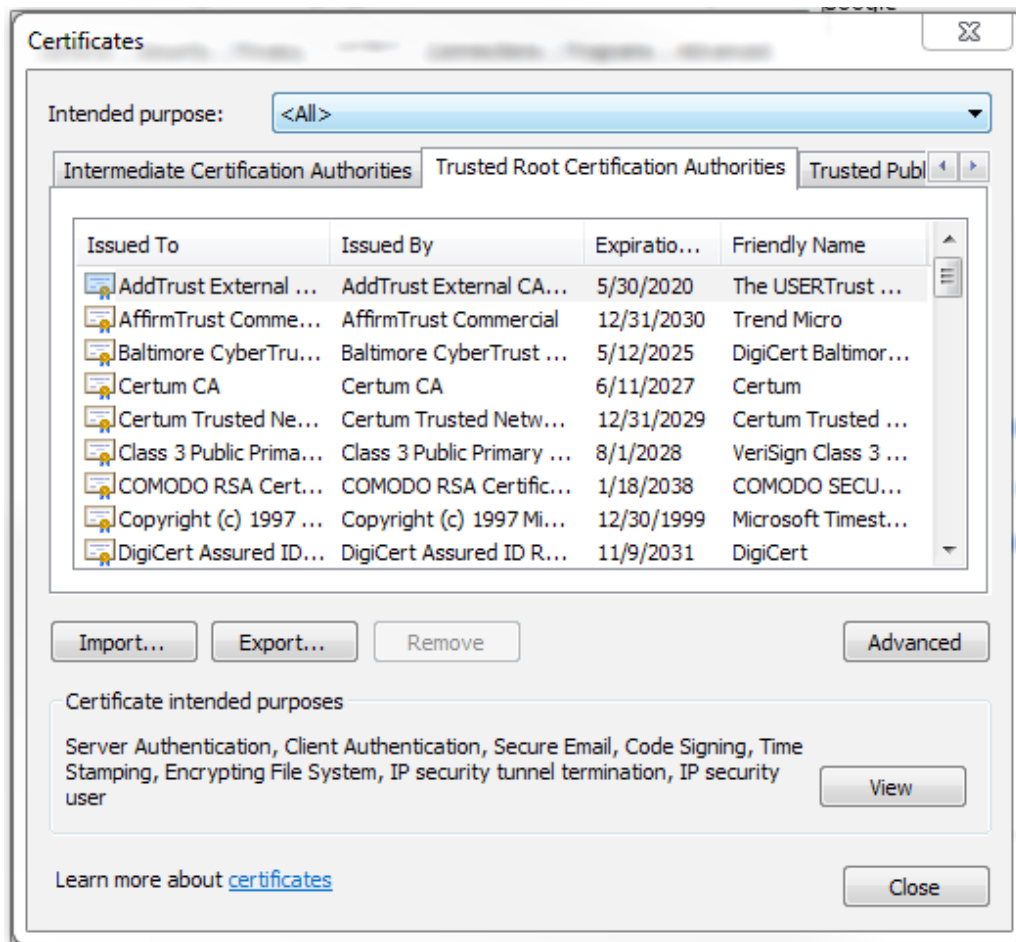 Certificates
Intended purpose: <All>
Intermediate Certification Authorities Trusted Root Certification Authorities Trusted Publ
Issued To Issued By Expiratio... Friendly Name
AddTrust External ... AddTrust External CA... 5/30/2020 The USERTrust ...
AffirmTrust Comme... AffirmTrust Commercial 12/31/2030 Trend Micro
Baltimore CyberTru... Baltimore CyberTrust ... 5/12/2025 DigiCert Baltimor...
Certum CA Certum CA 6/11/2027 Certum
Certum Trusted Ne... Certum Trusted Netw... 12/31/2029 Certum Trusted ...
Class 3 Public Prima... Class 3 Public Primary ... 8/1/2028 VeriSign Class 3 ...
COMODO RSA Cert... COMODO RSA Certific... 1/18/2038 COMODO SECU...
Copyright (c) 1997 ... Copyright (c) 1997 Mi... 12/30/1999 Microsoft Timest...
DigiCert Assured ID... DigiCert Assured ID R... 11/9/2031 DigiCert
Import... Export... Remove Advanced
Certificate intended purposes
Server Authentication, Client Authentication, Secure Email, Code Signing, Time
Stamping, Encrypting File System, IP security tunnel termination, IP security
user
View
Learn more about certificates
Close